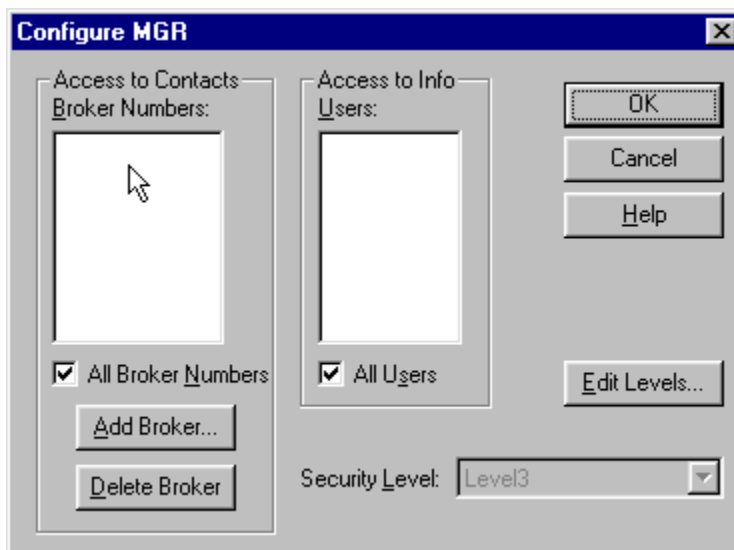 Configure MGR
Access to Contacts
Broker Numbers:
All Broker Numbers
Add Broker...
Delete Broker
Access to Info
Users:
All Users
OK
Cancel
Help
Edit Levels...
Security Level: Level3